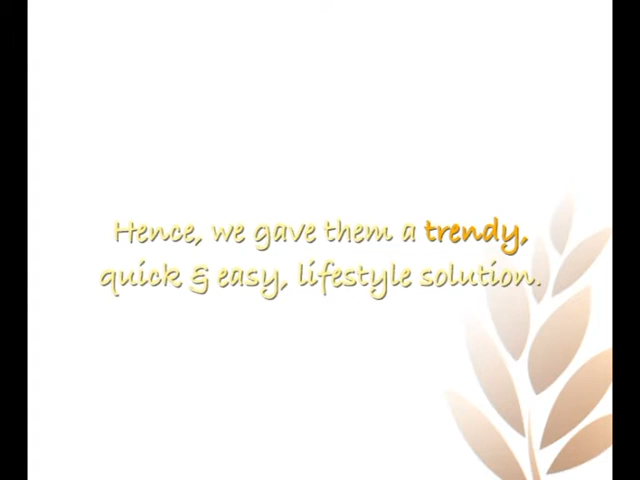 Hence, we gave them a trendy,
quick & easy, lifestyle solution.